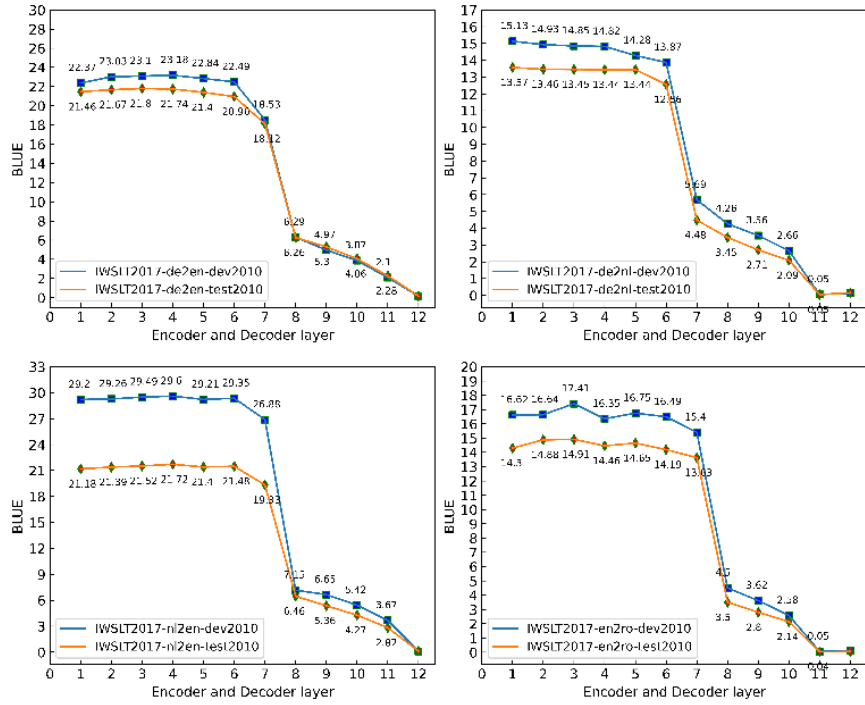 30
28
26
24
22
20
18
16
14
12
10
8
6
4
2
0
BLUE
22.37 23.03 23.1 23.18 22.84 22.49 18.53 6.29 4.97 3.87 2.1
21.46 21.67 21.8 21.74 21.4 20.96 18.12 6.26 5.3 4.06 2.28
IWSLT2017-de2en-dev2010
IWSLT2017-de2en-test2010
0 1 2 3 4 5 6 7 8 9 10 11 12
Encoder and Decoder layer
17
16
15
14
13
12
11
10
9
8
7
6
5
4
3
2
1
0
BLUE
15.13 14.93 14.85 14.82 14.28 13.87 5.69 4.26 3.56 2.66 0.05
13.57 13.46 13.45 13.44 13.44 12.56 4.48 3.45 2.71 2.09 0.05
IWSLT2017-de2nl-dev2010
IWSLT2017-de2nl-test2010
0 1 2 3 4 5 6 7 8 9 10 11 12
Encoder and Decoder layer
33
30
27
24
21
18
15
12
9
6
3
0
BLUE
29.2 29.26 29.49 29.6 29.21 29.35 26.88 7.15 6.65 5.42 3.67
21.18 21.39 21.52 21.72 21.4 21.48 19.33 6.46 5.36 4.27 2.87
IWSLT2017-nl2en-dev2010
IWSLT2017-nl2en-test2010
0 1 2 3 4 5 6 7 8 9 10 11 12
Encoder and Decoder layer
20
19
18
17
16
15
14
13
12
11
10
9
8
7
6
5
4
3
2
1
0
BLUE
16.62 16.64 17.41 16.35 16.75 16.49 15.4 4.5 3.62 2.58 0.05
14.3 14.88 14.91 14.46 14.65 14.19 13.63 3.5 2.8 2.14 0.04
IWSLT2017-en2ro-dev2010
IWSLT2017-en2ro-test2010
0 1 2 3 4 5 6 7 8 9 10 11 12
Encoder and Decoder layer